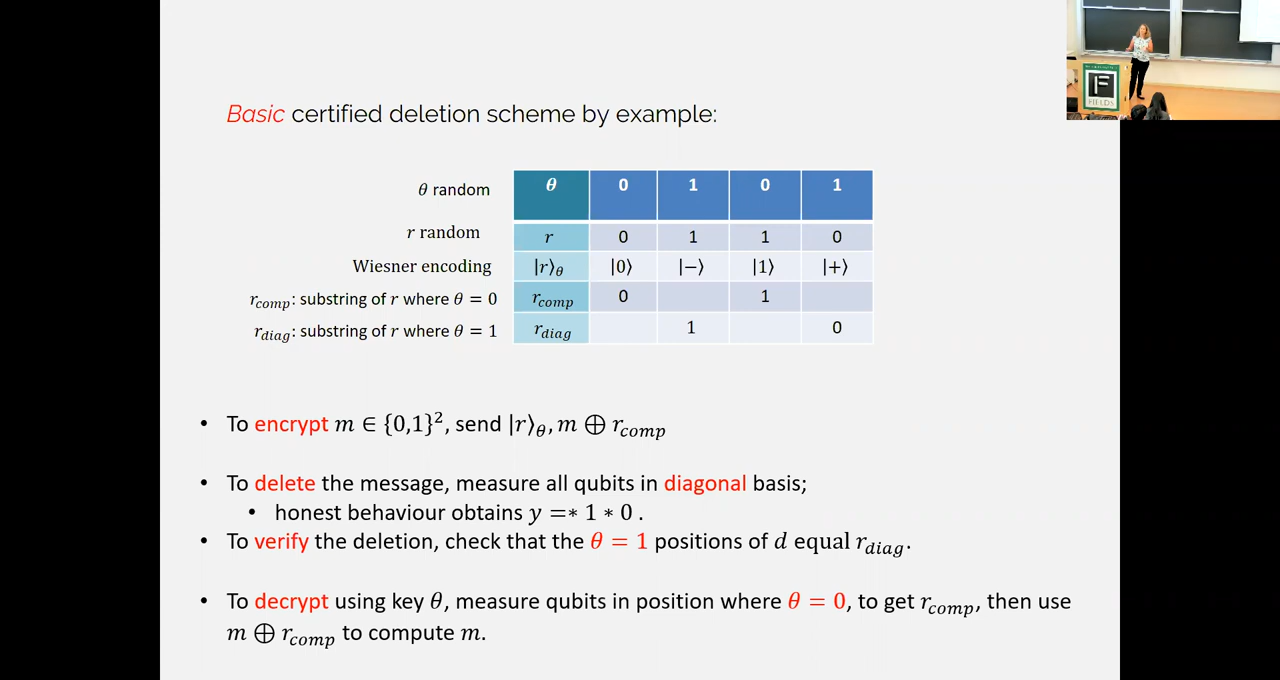 Basic certified deletion scheme by example:
θ random θ 0 1 0 1
r random r 0 1 1 0
Wiesner encoding |r⟩θ |0⟩ |−⟩ |1⟩ |+⟩
r_comp: substring of r where θ = 0 r_comp 0 1
r_diag: substring of r where θ = 1 r_diag 1 0
• To encrypt m ∈ {0,1}², send |r⟩θ, m ⊕ r_comp
• To delete the message, measure all qubits in diagonal basis;
• honest behaviour obtains y =∗ 1 ∗ 0 .
• To verify the deletion, check that the θ = 1 positions of d equal r_diag.
• To decrypt using key θ, measure qubits in position where θ = 0, to get r_comp, then use
m ⊕ r_comp to compute m.
F
FIELDS